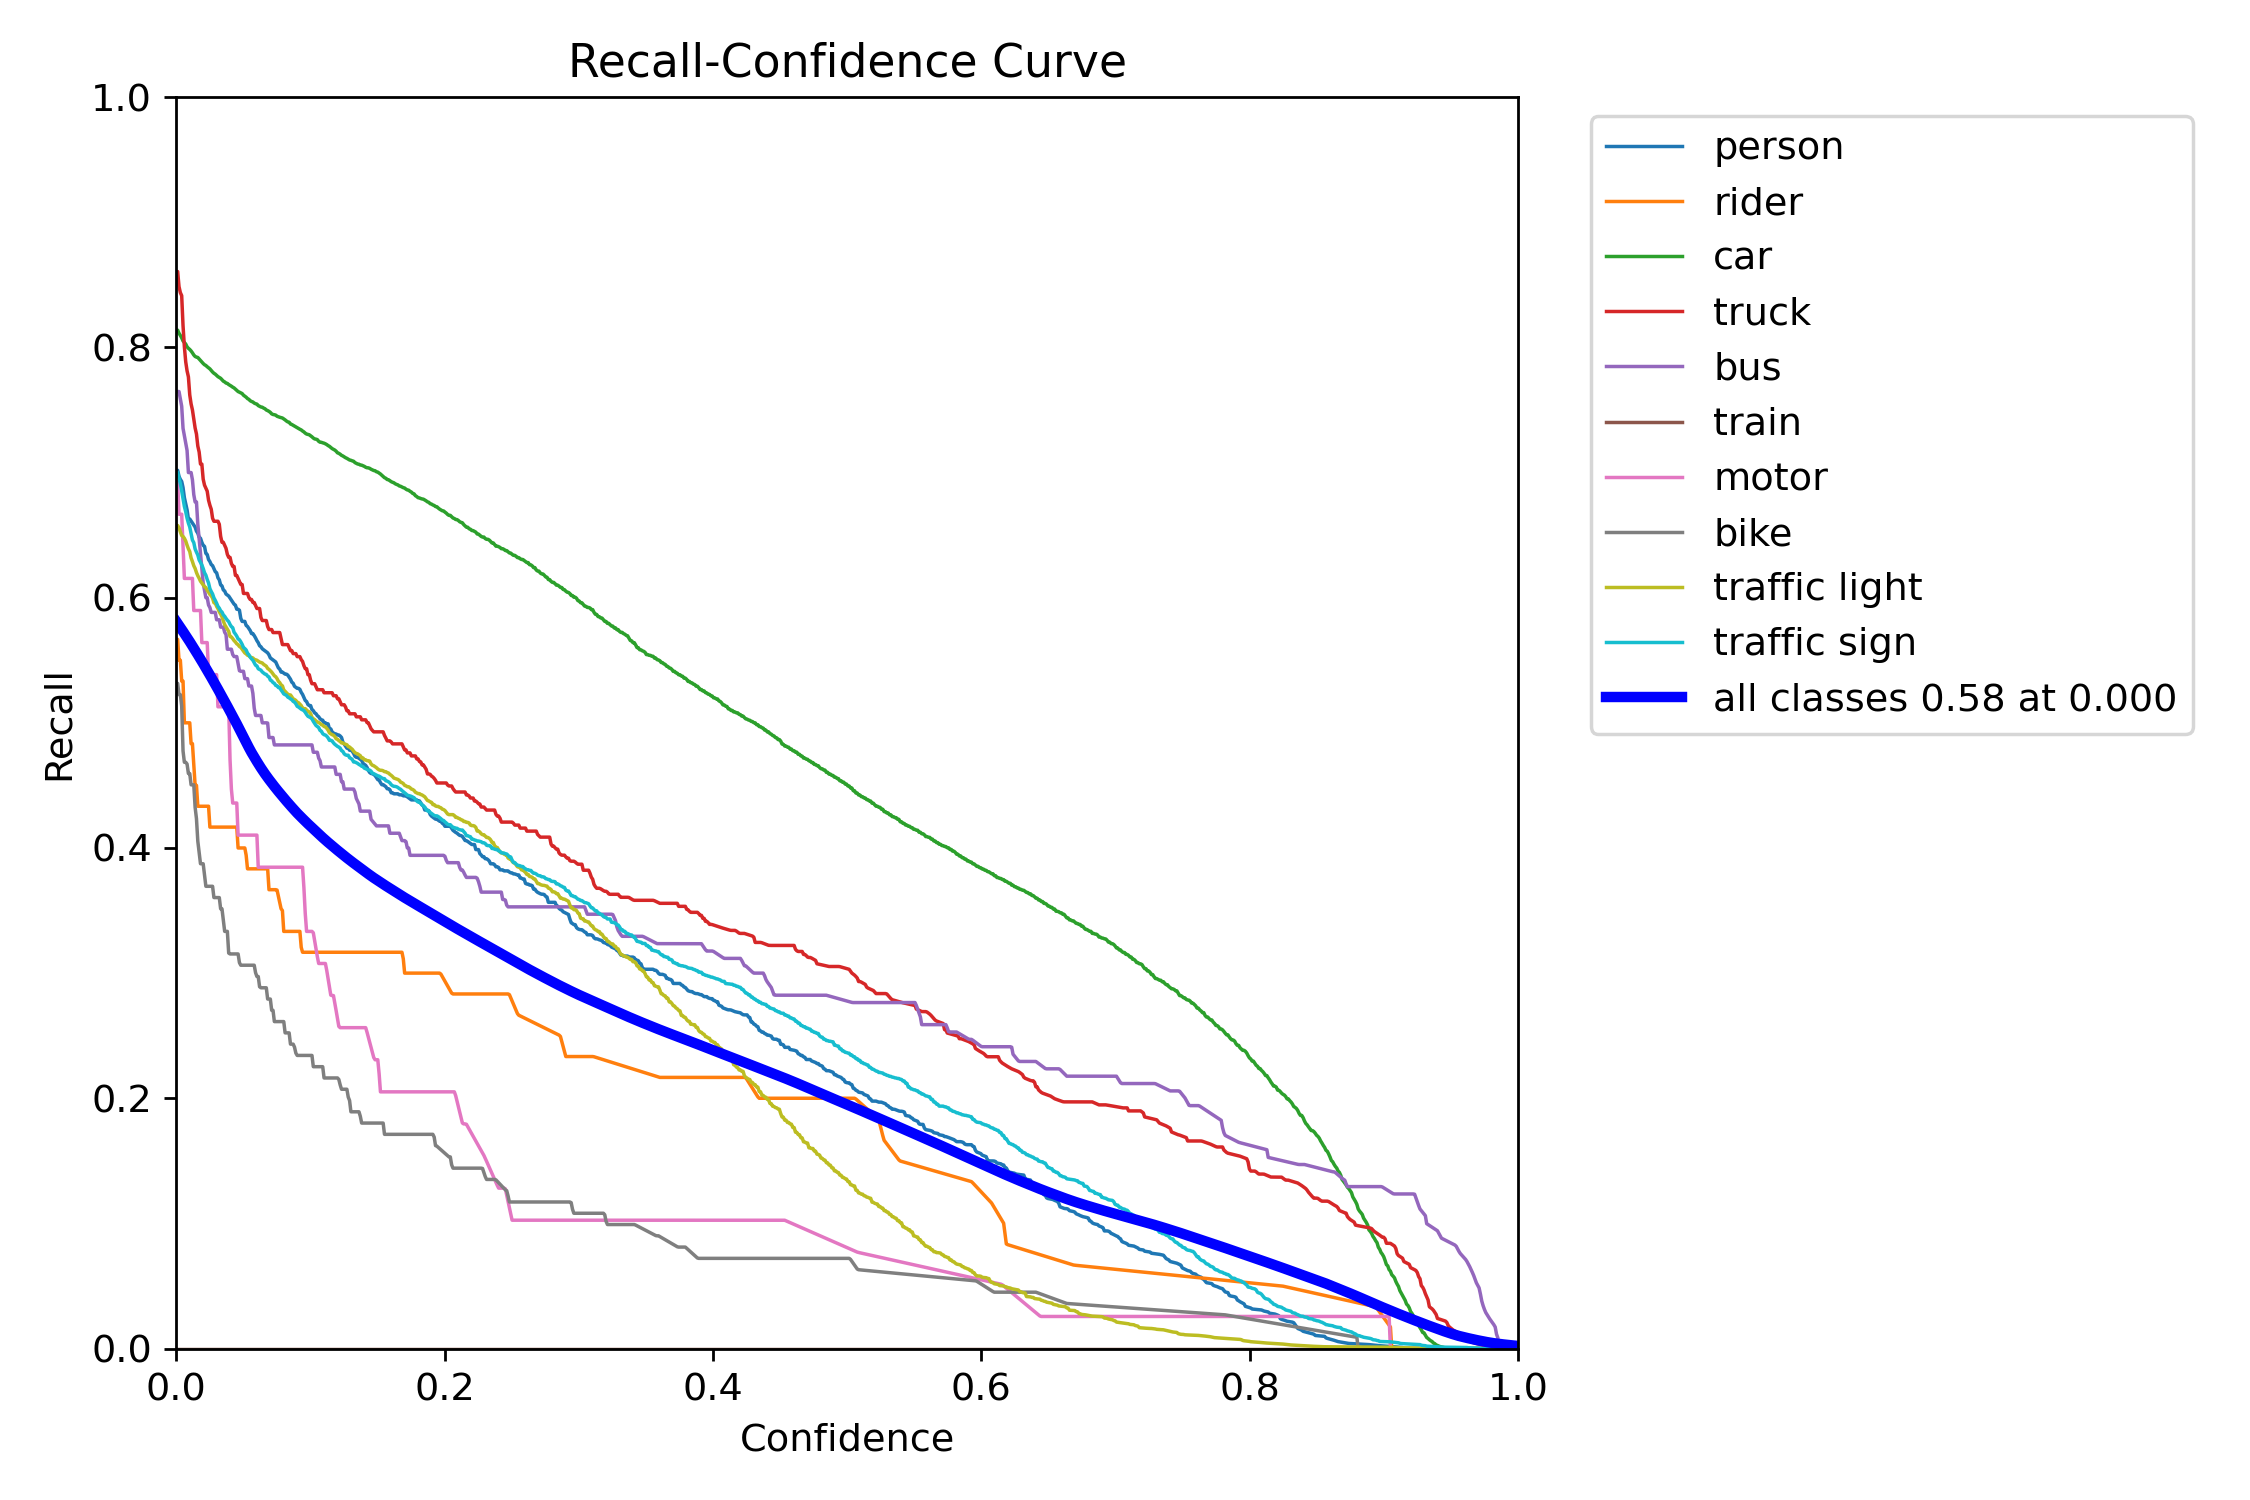 Recall-Confidence Curve
1.0
0.8
0.6
0.4
0.2
0.0
Recall
0.0 0.2 0.4 0.6 0.8 1.0
Confidence
person
rider
car
truck
bus
train
motor
bike
traffic light
traffic sign
all classes 0.58 at 0.000